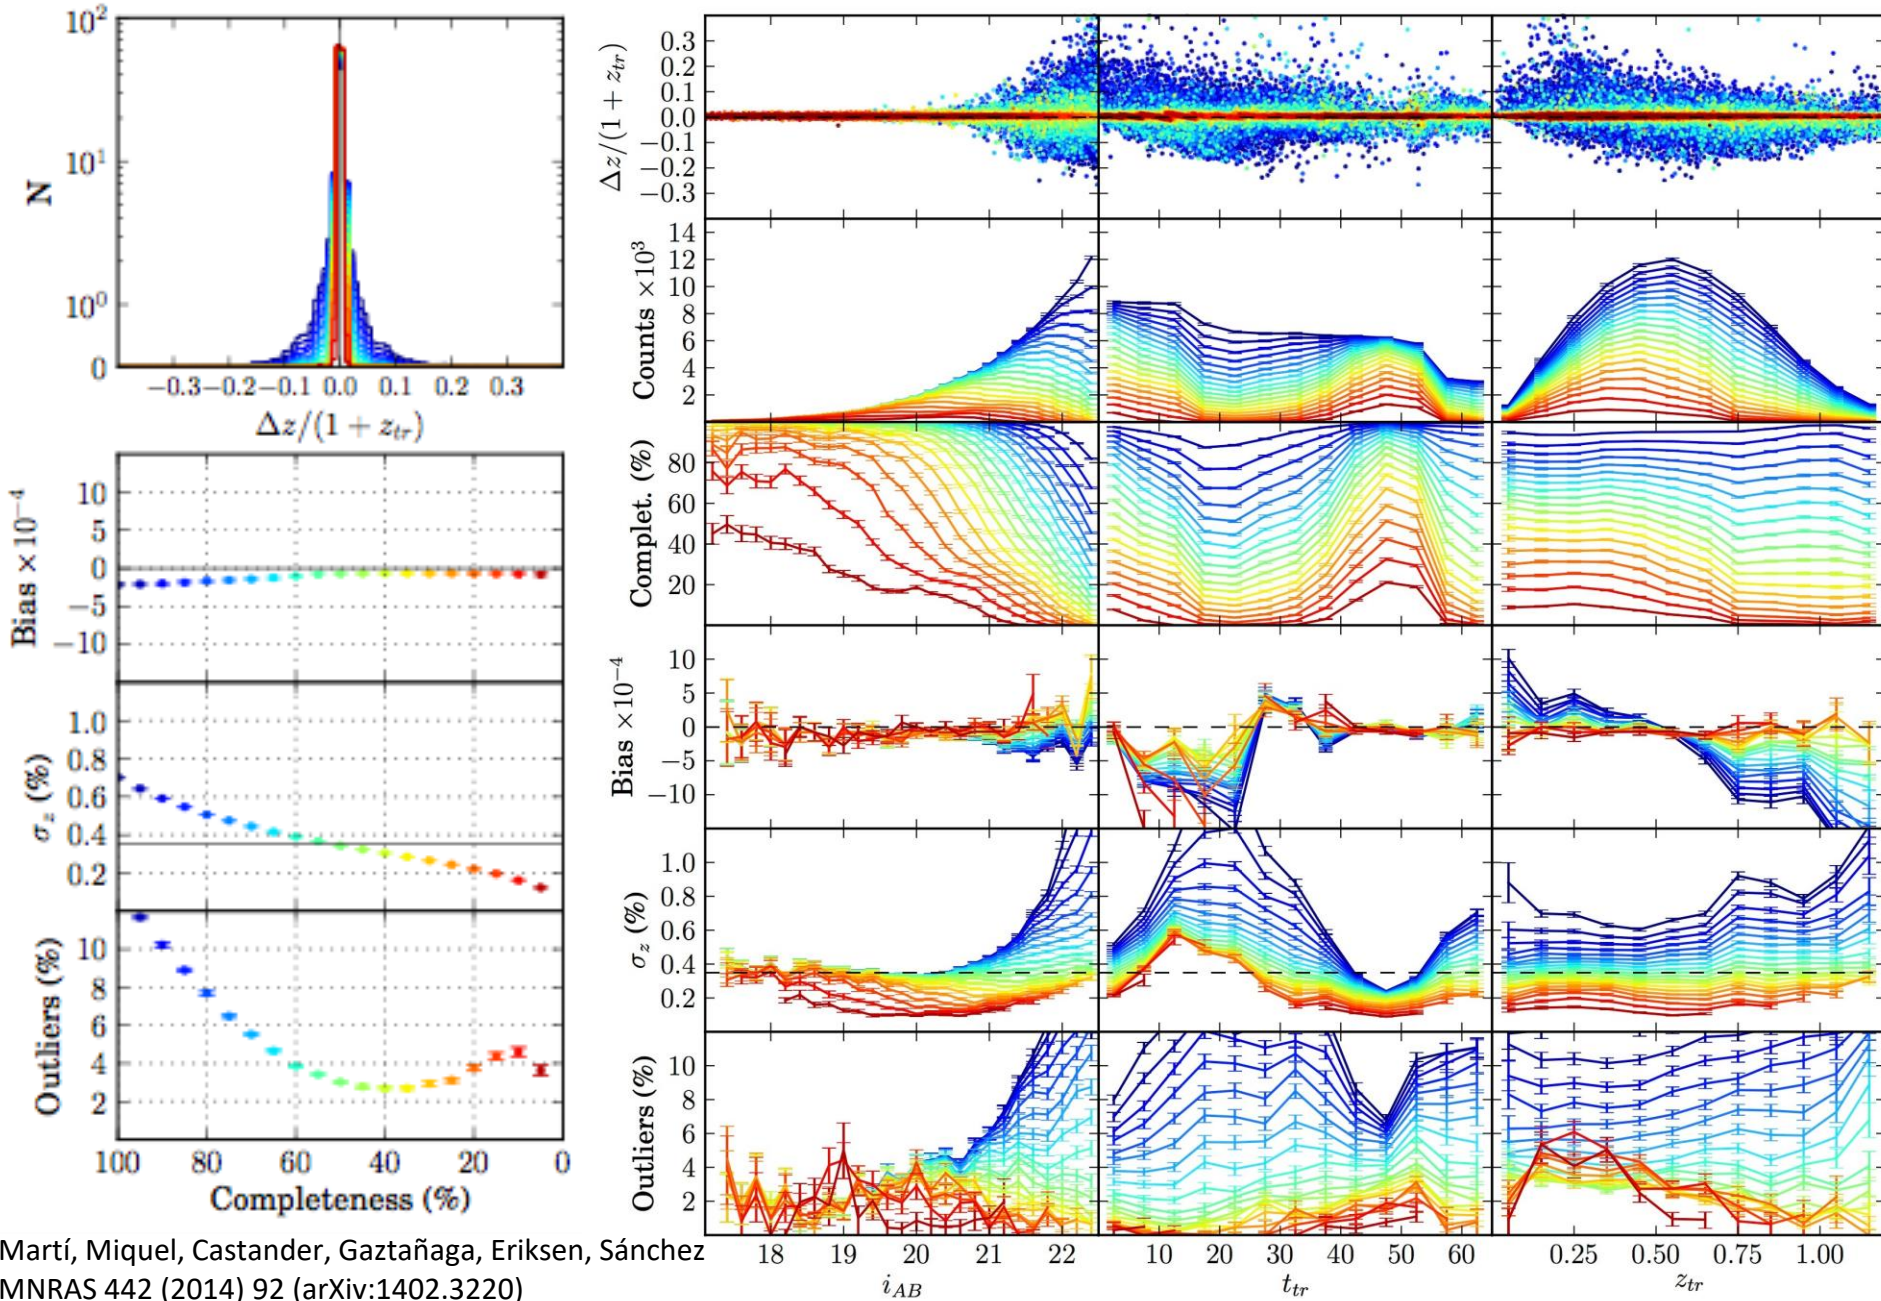 10²
10¹
10⁰
0
N
−0.3 −0.2 −0.1 0.0 0.1 0.2 0.3
Δz/(1 + z_tr)
10
5
0
−5
−10
Bias ×10⁻⁴
1.0
0.8
0.6
0.4
0.2
σ_z (%)
10
8
6
4
2
Outliers (%)
100 80 60 40 20 0
Completeness (%)
0.3
0.2
0.1
0.0
−0.1
−0.2
−0.3
Δz/(1 + z_tr)
14
12
10
8
6
4
2
Counts ×10³
80
60
40
20
Complet. (%)
10
5
0
−5
−10
Bias ×10⁻⁴
1.0
0.8
0.6
0.4
0.2
σ_z (%)
10
8
6
4
2
Outliers (%)
18 19 20 21 22
i_AB
10 20 30 40 50 60
t_tr
0.25 0.50 0.75 1.00
z_tr
Martí, Miquel, Castander, Gaztañaga, Eriksen, Sánchez
MNRAS 442 (2014) 92 (arXiv:1402.3220)